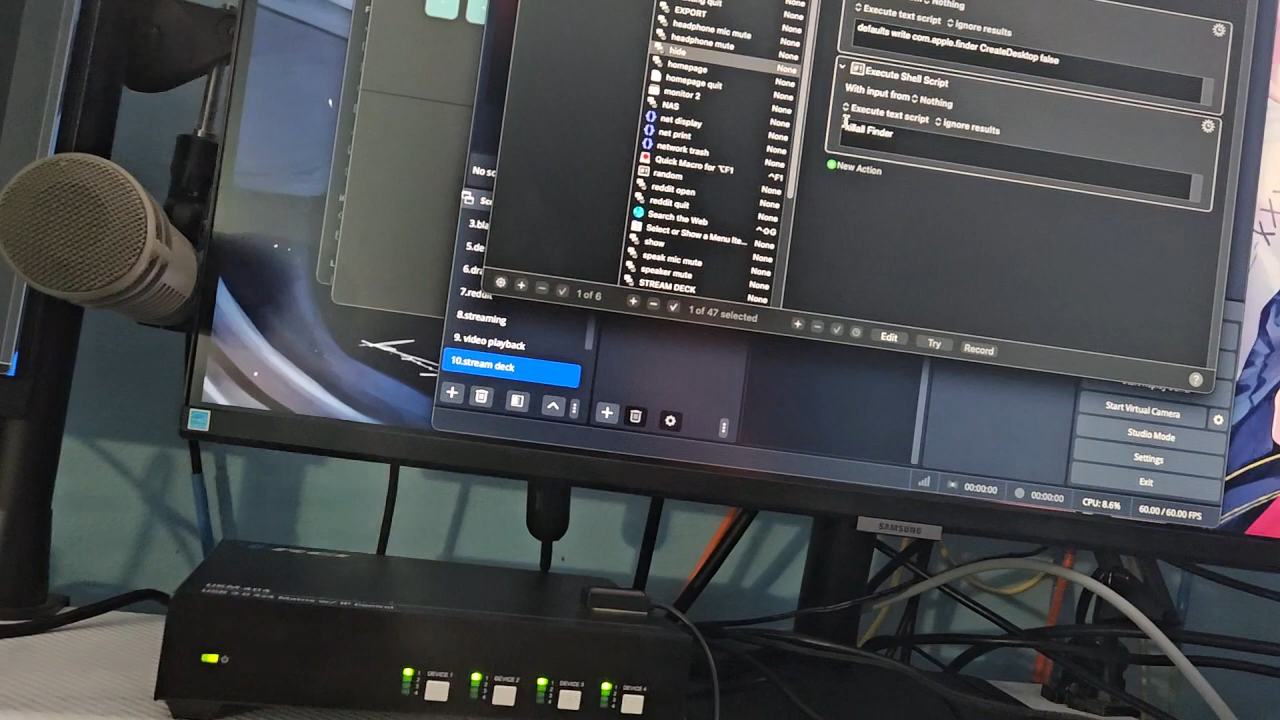 Nothing
Execute text script ignore results
defaults write com.apple.finder CreateDesktop false
Execute Shell Script
With input from Nothing
Execute text script ignore results
killall Finder
New Action
EXPORT None
headphone mic mute None
headphone mute None
hide None
homepage None
homepage quit None
monitor 2 None
NAS None
net display None
net print None
network trash None
Quick Macro for ⌥F1 None
random ^F1
reddit open None
reddit quit None
Search the Web None
Select or Show a Menu Ite... ^OG
show None
speak mic mute None
speaker mute None
STREAM DECK None
1 of 6
1 of 47 selected
Edit
Try
Record
?
8.streaming
9. video playback
10.stream deck
Start Virtual Camera
Studio Mode
Settings
Exit
00:00:00
00:00:00
CPU: 8.6%
60.00 / 60.00 FPS
SAMSUNG
DEVICE 1
DEVICE 2
DEVICE 3
DEVICE 4